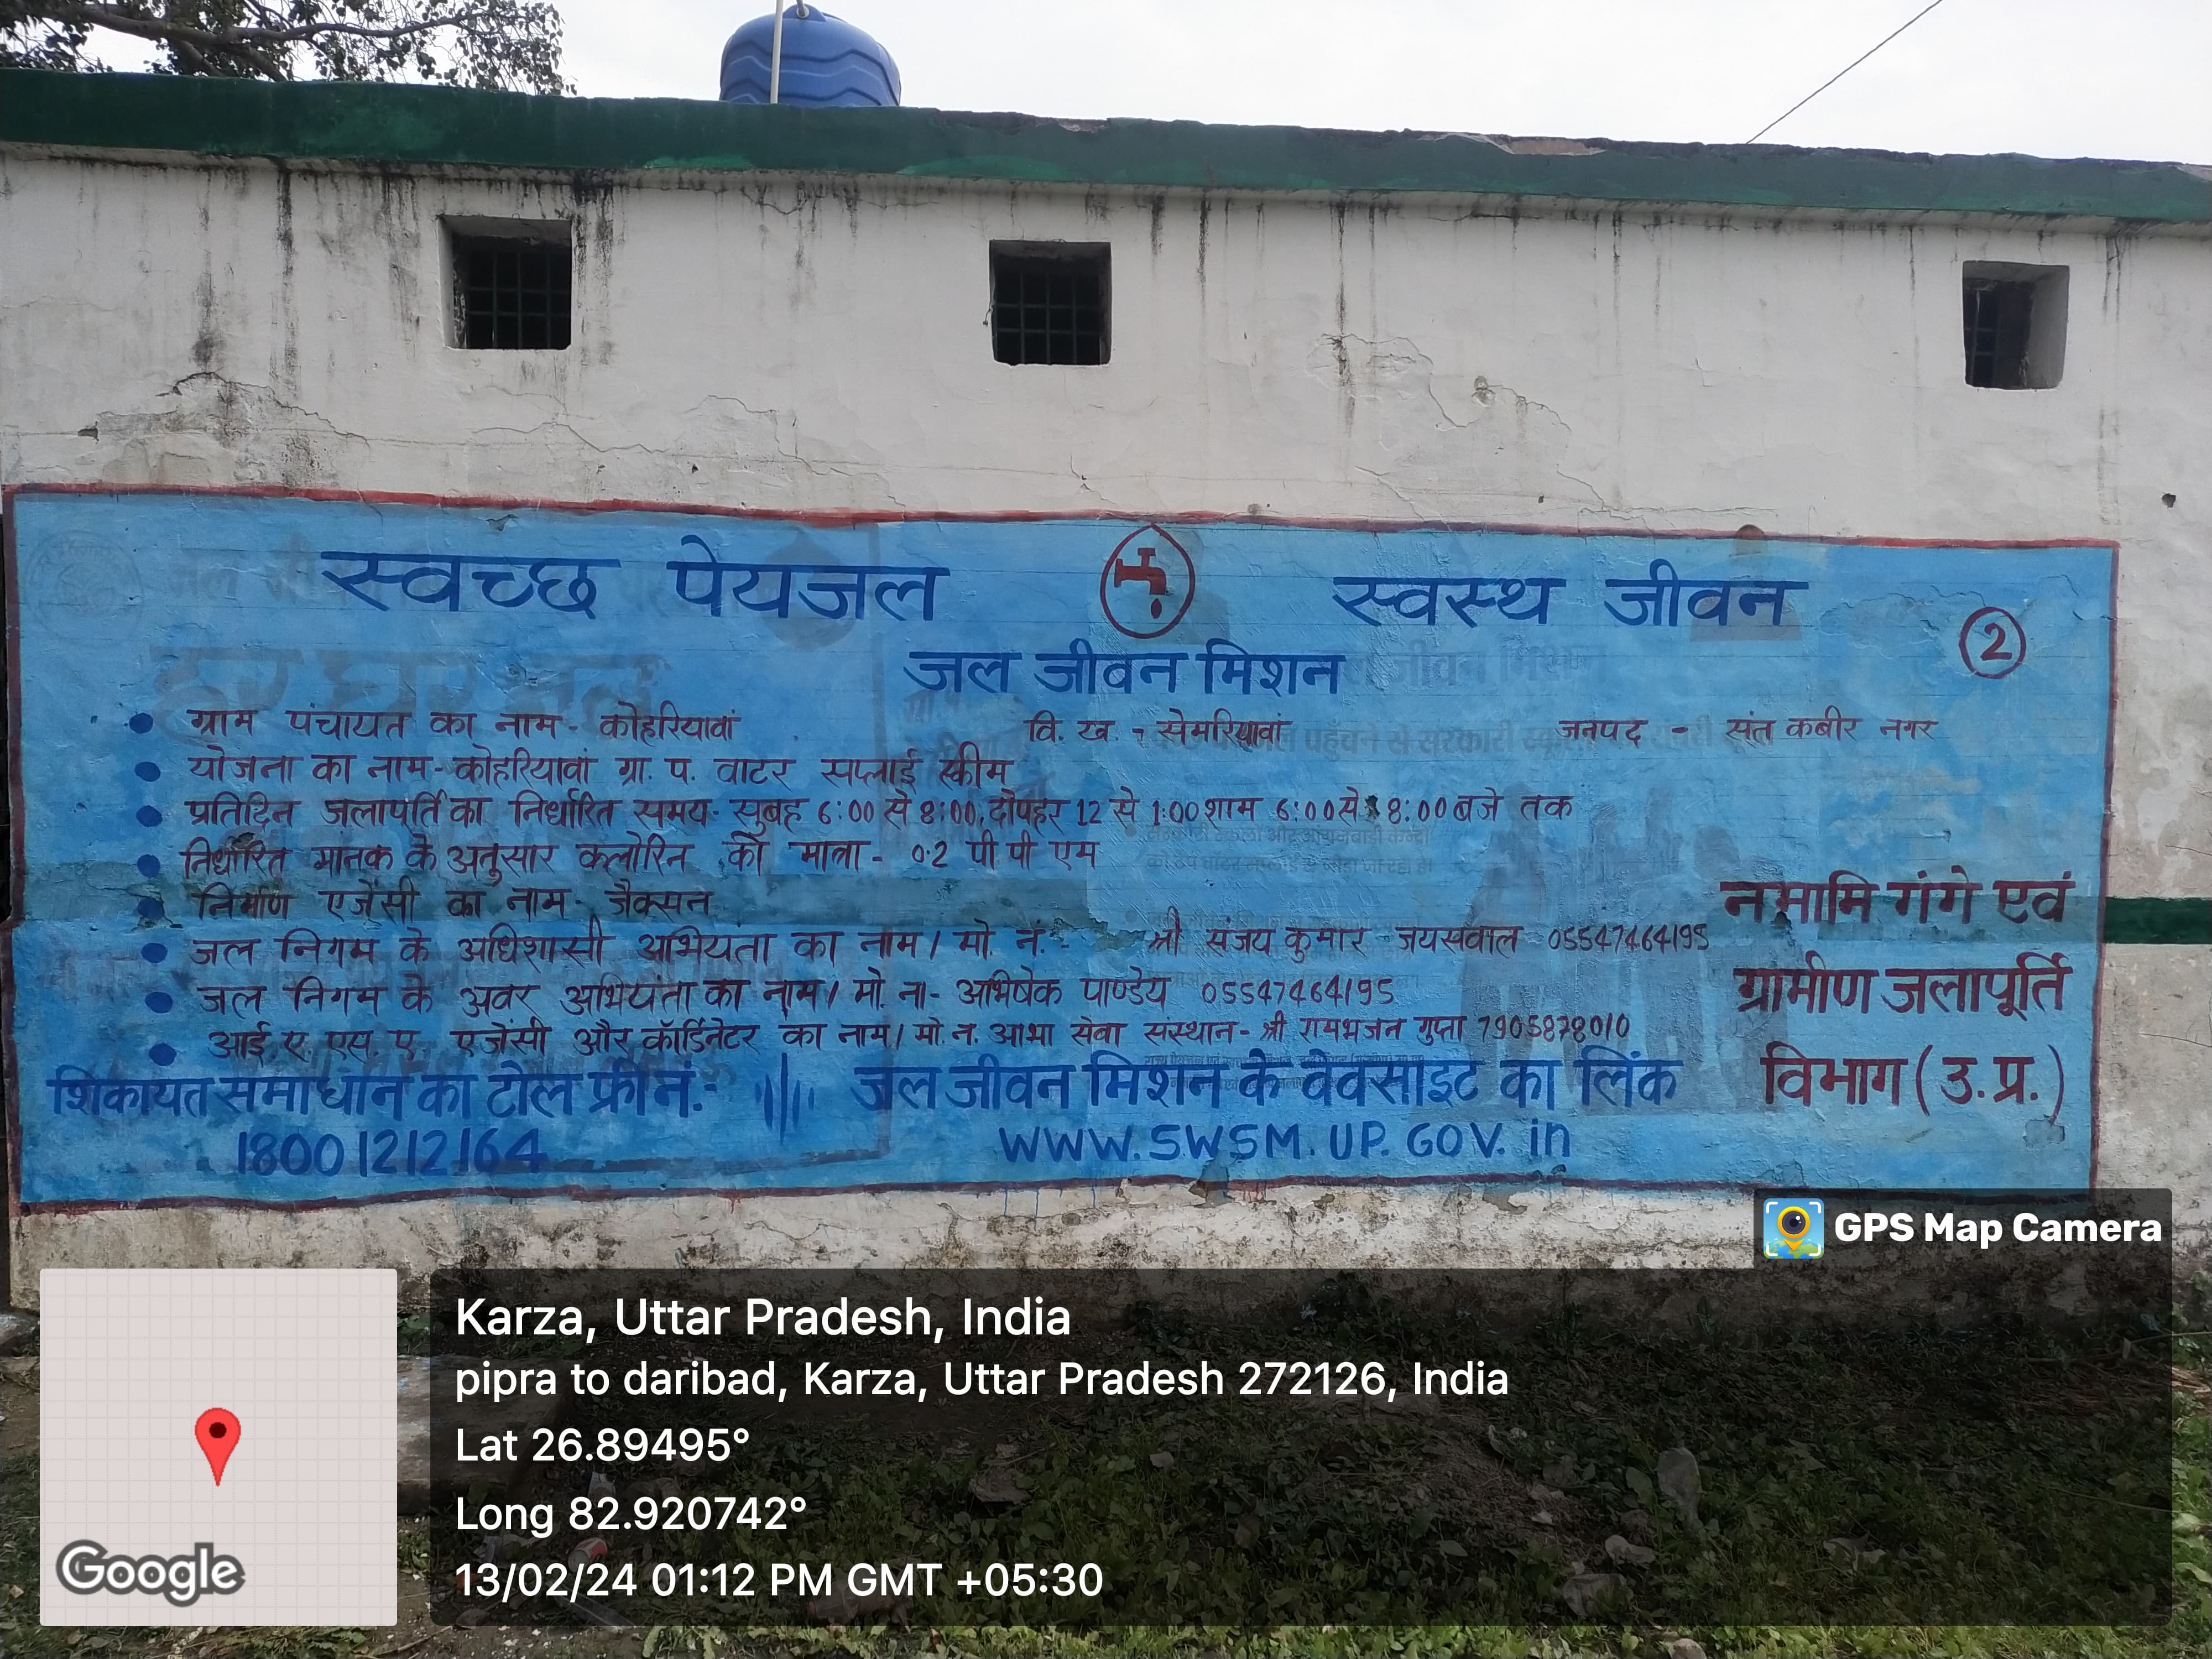 स्वच्छ पेयजल स्वस्थ जीवन
2
जल जीवन मिशन
ग्राम पंचायत का नाम - कोहरियावां वि. ख. - सेमरियावां जनपद - संत कबीर नगर
योजना का नाम - कोहरियावां ग्रा. प. वाटर सप्लाई स्कीम
प्रतिदिन जलापर्ति का निर्धारित समय - सुबह 6:00 से 8:00, दोपहर 12 से 1:00 शाम 6:00 से 8:00 बजे तक
निर्धारित मांनक के अनुसार कलोरिन की मात्रा - 0.2 पी पी एम
निर्माण एजेंसी का नाम - जैक्सन
जल निगम के अधिशासी अभियंता का नाम / मो. नं. - श्री संजय कुमार जयसवाल 05547464195
जल निगम के अवर अभियंता का नाम / मो. ना - अभिषेक पाण्डेय 05547464195
आई. ए. एस. ए. एजेंसी और कॉर्डिनेटर का नाम / मो. न. आभा सेवा संस्थान - श्री रामभजन गुप्ता 7905878010
नमामि गंगे एवं
ग्रामीण जलापूर्ति
विभाग (उ.प्र.)
शिकायत समाधान का टोल फ्री नं. :- जल जीवन मिशन के वेवसाइट का लिंक
18001212164 WWW.SWSM.UP.GOV.in
GPS Map Camera
Karza, Uttar Pradesh, India
pipra to daribad, Karza, Uttar Pradesh 272126, India
Lat 26.89495°
Long 82.920742°
13/02/24 01:12 PM GMT +05:30
Google